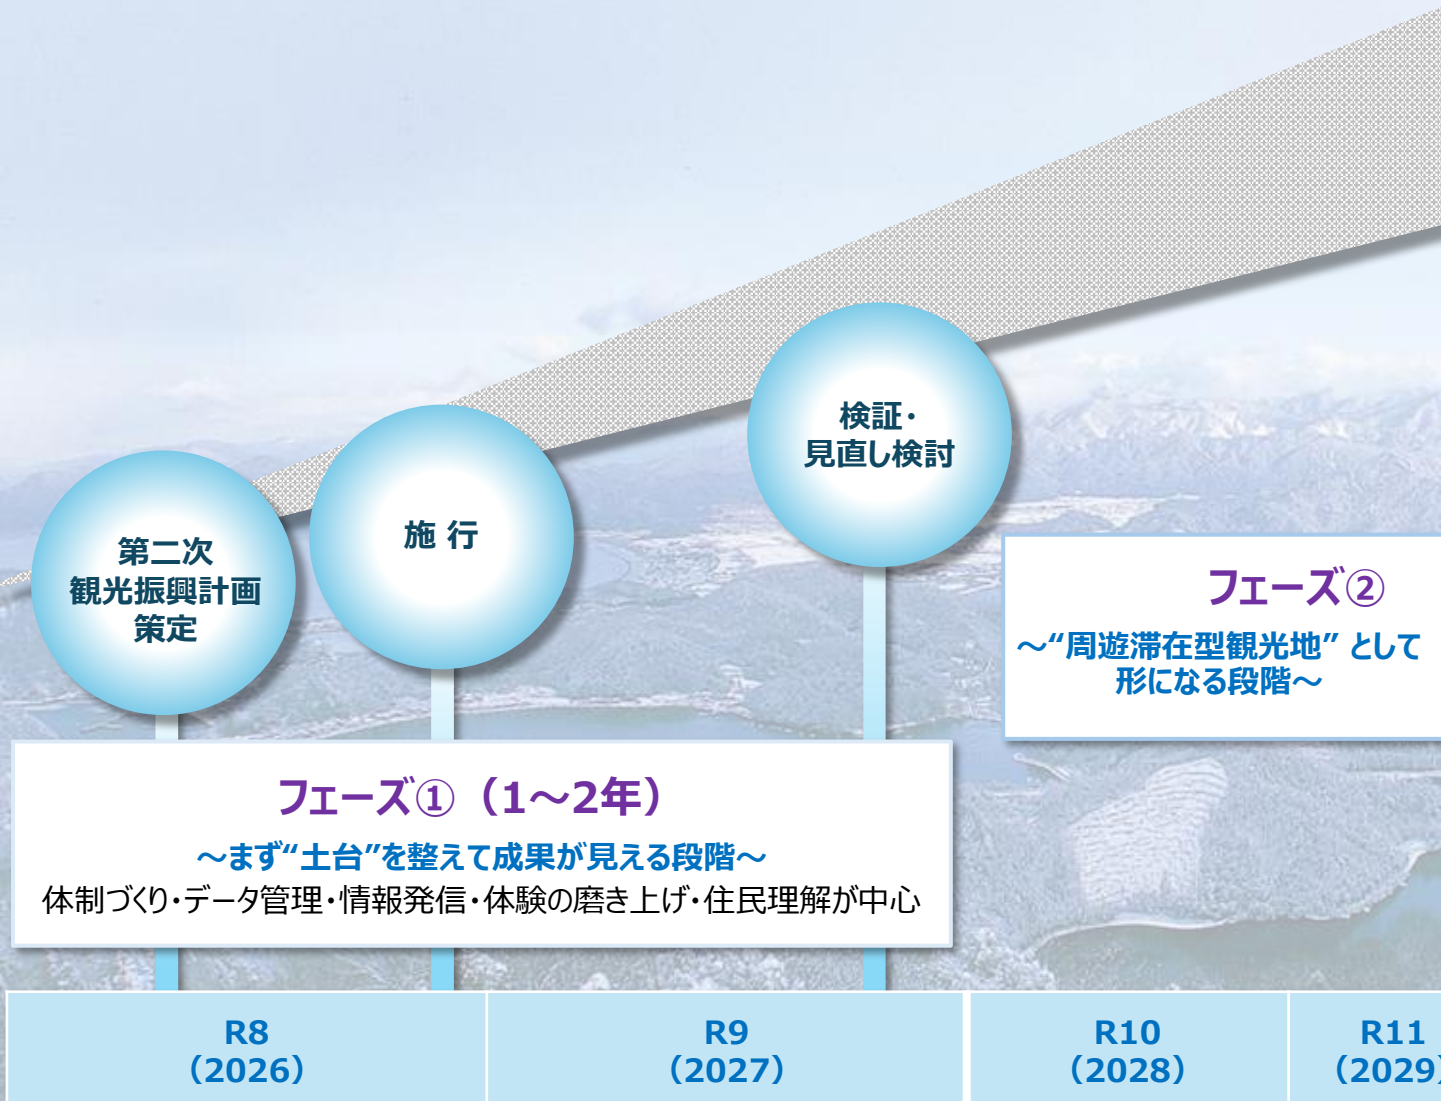 第二次
観光振興計画
策定
施 行
検証・
見直し検討
フェーズ②
～“周遊滞在型観光地” として
形になる段階～
フェーズ①（1～2年）
～まず“土台”を整えて成果が見える段階～
体制づくり・データ管理・情報発信・体験の磨き上げ・住民理解が中心
R8
（2026）
R9
（2027）
R10
（2028）
R11
（2029）